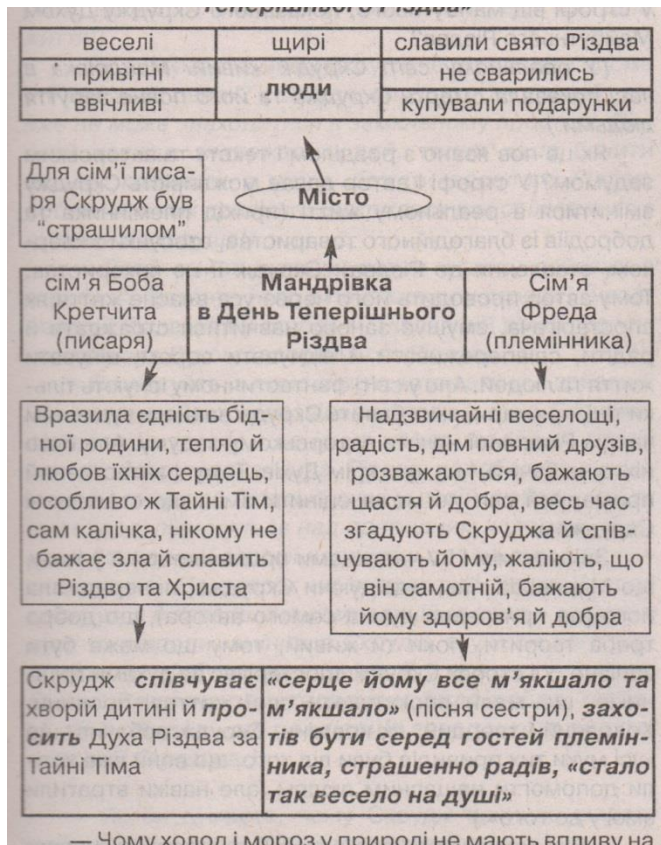 Теперішнього Різдва»
веселі
привітні
ввічливі
щирі
люди
славили свято Різдва
не сварились
купували подарунки
Для сім’ї писа-
ря Скрудж був
“страшилом”
Місто
сім’я Боба
Кретчита
(писаря)
Мандрівка
в День Теперішнього
Різдва
Сім’я
Фреда
(племінника)
Вразила єдність бід-
ної родини, тепло й
любов їхніх сердець,
особливо ж Тайні Тім,
сам калічка, нікому не
бажає зла й славить
Різдво та Христа
Надзвичайні веселощі,
радість, дім повний друзів,
розважаються, бажають
щастя й добра, весь час
згадують Скруджа й спів-
чувають йому, жаліють, що
він самотній, бажають
йому здоров’я й добра
Скрудж співчуває
хворій дитині й про-
сить Духа Різдва за
Тайні Тіма
«серце йому все м’якшало та
м’якшало» (пісня сестри), захо-
тів бути серед гостей племін-
ника, страшенно радів, «стало
так весело на душі»
— Чому холод і мороз у природі не мають впливу на